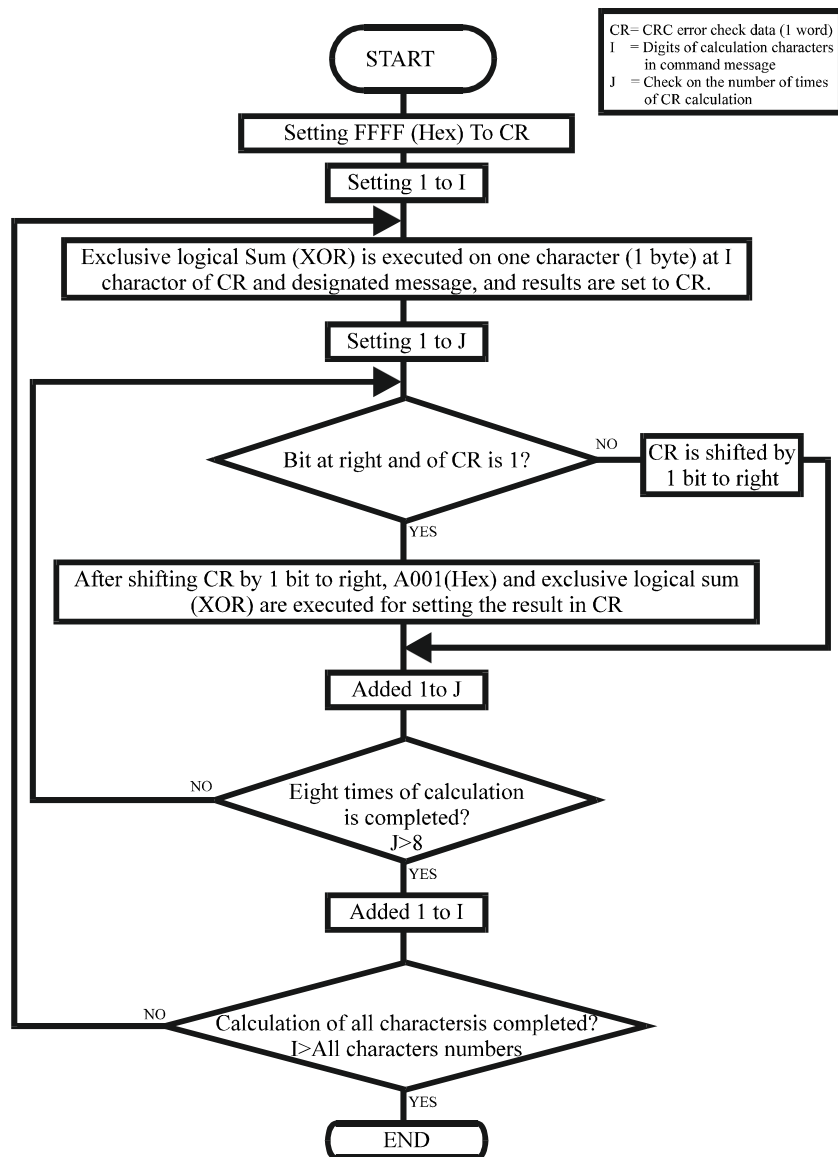 CR= CRC error check data (1 word)
I = Digits of calculation characters
in command message
J = Check on the number of times
of CR calculation
START
Setting FFFF (Hex) To CR
Setting 1 to I
Exclusive logical Sum (XOR) is executed on one character (1 byte) at I
charactor of CR and designated message, and results are set to CR.
Setting 1 to J
Bit at right and of CR is 1?
NO
CR is shifted by
1 bit to right
YES
After shifting CR by 1 bit to right, A001(Hex) and exclusive logical sum
(XOR) are executed for setting the result in CR
Added 1to J
NO
Eight times of calculation
is completed?
J>8
YES
Added 1 to I
NO
Calculation of all charactersis completed?
I>All characters numbers
YES
END